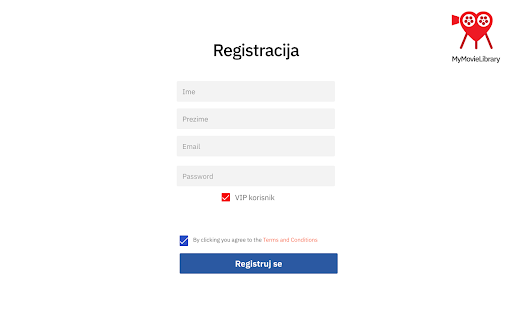 MyMovieLibrary
Registracija
Ime
Prezime
Email
Password
VIP korisnik
By clicking you agree to the Terms and Conditions.
Registruj se